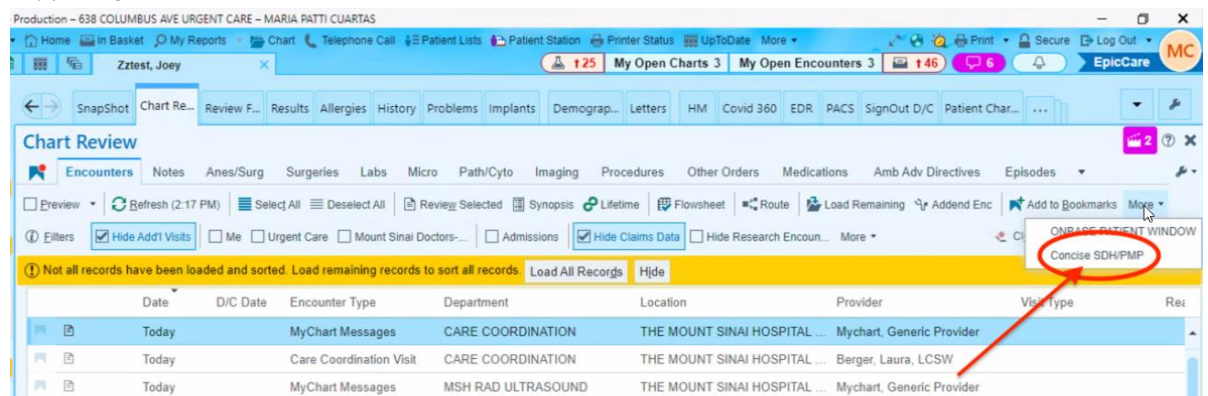 Production – 638 COLUMBUS AVE URGENT CARE – MARIA PATTI CUARTAS
Home In Basket My Reports Chart Telephone Call Patient Lists Patient Station Printer Status UpToDate More Print Secure Log Out
Zztest, Joey 25 My Open Charts 3 My Open Encounters 3 46 6 EpicCare MC
SnapShot Chart Re... Review F... Results Allergies History Problems Implants Demograp... Letters HM Covid 360 EDR PACS SignOut D/C Patient Char... ...
Chart Review 2
Encounters Notes Anes/Surg Surgeries Labs Micro Path/Cyto Imaging Procedures Other Orders Medications Amb Adv Directives Episodes
Preview Refresh (2:17 PM) Select All Deselect All Review Selected Synopsis Lifetime Flowsheet Route Load Remaining Addend Enc Add to Bookmarks More
Filters Hide Add'l Visits Me Urgent Care Mount Sinai Doctors-... Admissions Hide Claims Data Hide Research Encoun... More Cl
ONBASE PATIENT WINDOW
Concise SDH/PMP
Not all records have been loaded and sorted. Load remaining records to sort all records. Load All Records Hide
Date D/C Date Encounter Type Department Location Provider Visit Type Rea
Today MyChart Messages CARE COORDINATION THE MOUNT SINAI HOSPITAL ... Mychart, Generic Provider
Today Care Coordination Visit CARE COORDINATION THE MOUNT SINAI HOSPITAL ... Berger, Laura, LCSW
Today MyChart Messages MSH RAD ULTRASOUND THE MOUNT SINAI HOSPITAL ... Mychart, Generic Provider